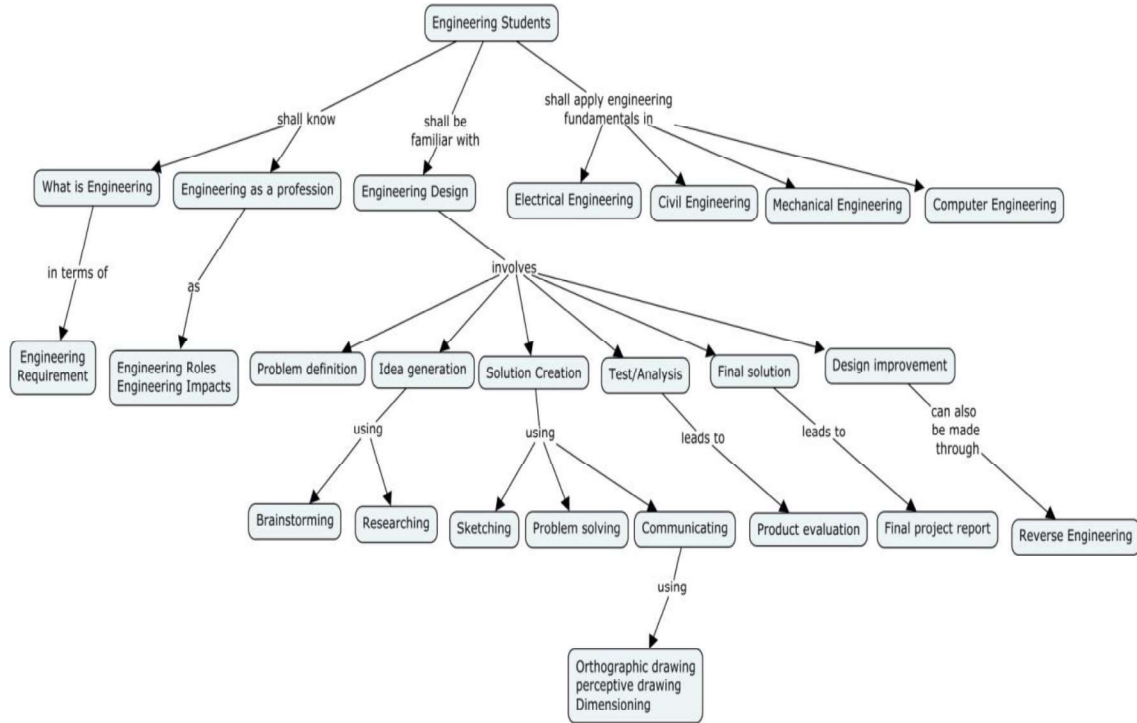 Engineering Students
shall know
shall be
familiar with
shall apply engineering
fundamentals in
What is Engineering
Engineering as a profession
Engineering Design
Electrical Engineering
Civil Engineering
Mechanical Engineering
Computer Engineering
in terms of
as
involves
Engineering
Requirement
Engineering Roles
Engineering Impacts
Problem definition
Idea generation
Solution Creation
Test/Analysis
Final solution
Design improvement
using
using
leads to
leads to
can also
be made
through
Brainstorming
Researching
Sketching
Problem solving
Communicating
Product evaluation
Final project report
Reverse Engineering
using
Orthographic drawing
perceptive drawing
Dimensioning